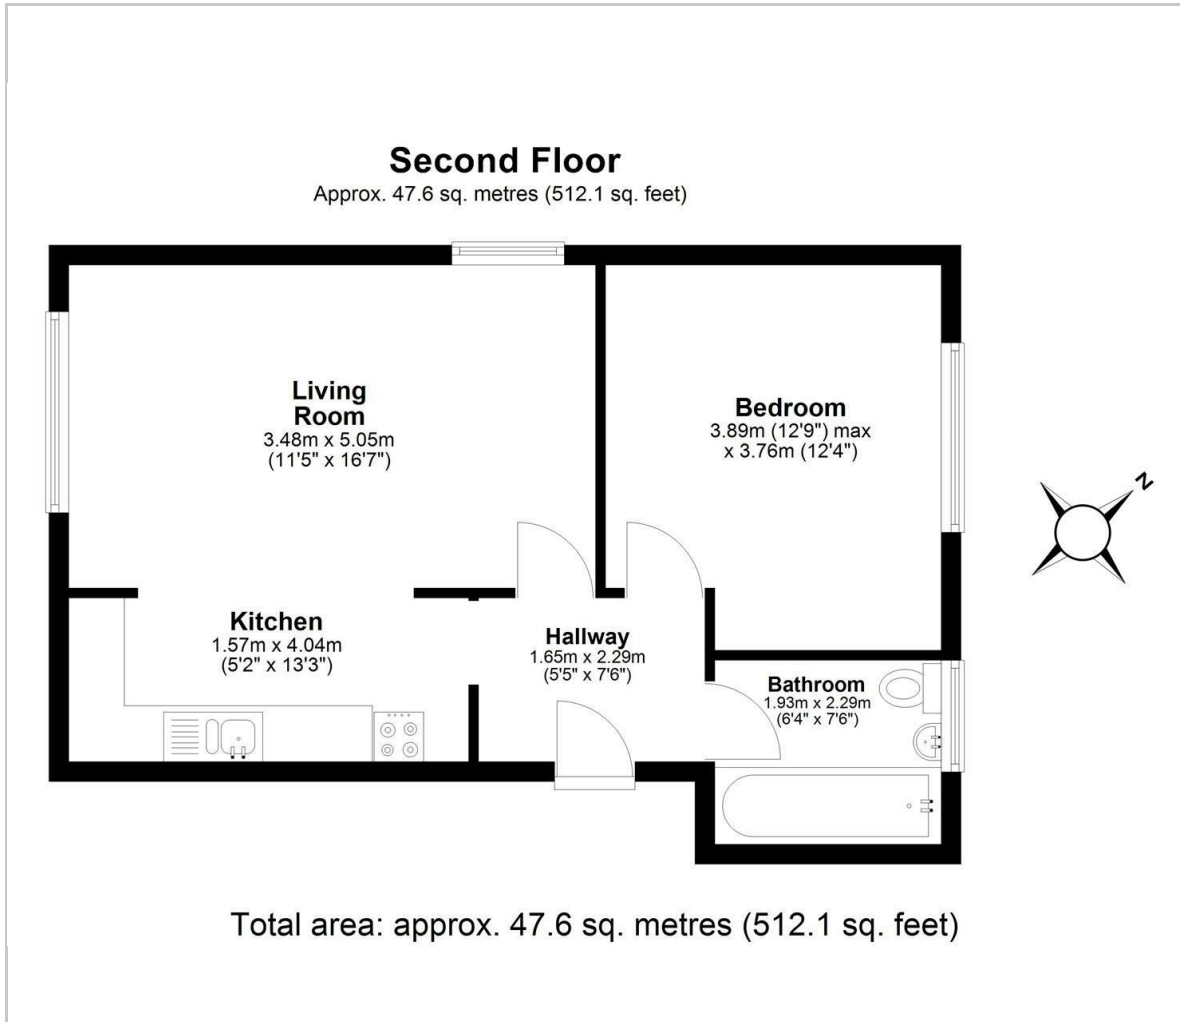 Second Floor
Approx. 47.6 sq. metres (512.1 sq. feet)
Living
Room
3.48m x 5.05m
(11'5" x 16'7")
Bedroom
3.89m (12'9") max
x 3.76m (12'4")
N
Kitchen
1.57m x 4.04m
(5'2" x 13'3")
Hallway
1.65m x 2.29m
(5'5" x 7'6")
Bathroom
1.93m x 2.29m
(6'4" x 7'6")
Total area: approx. 47.6 sq. metres (512.1 sq. feet)